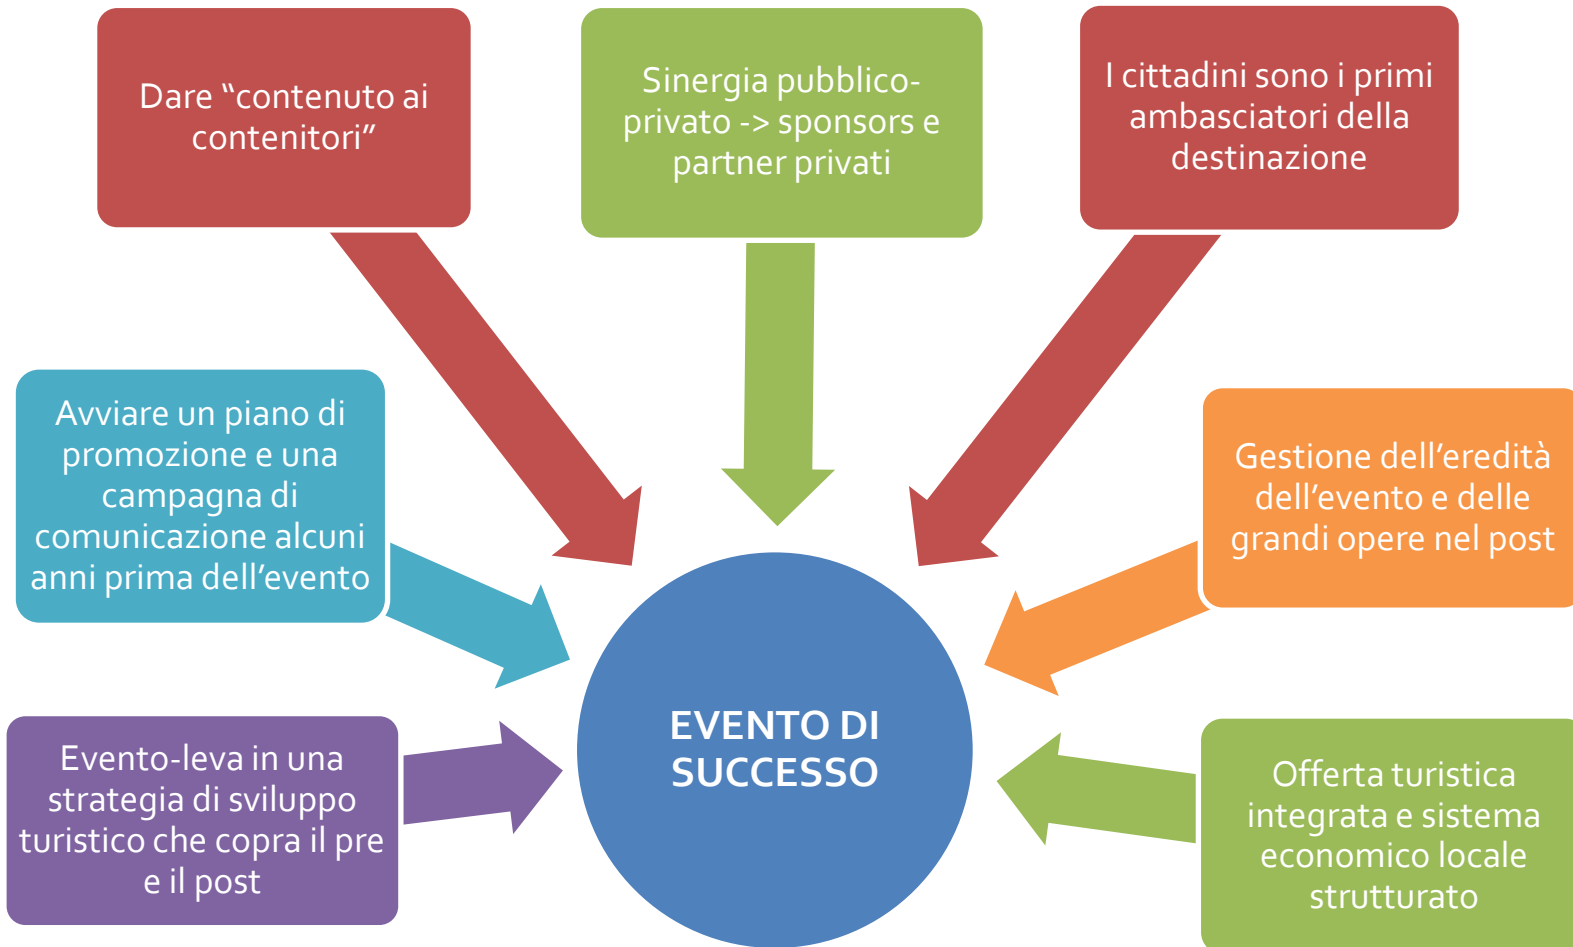 Dare “contenuto ai
contenitori”
Sinergia pubblico-
privato -> sponsors e
partner privati
I cittadini sono i primi
ambasciatori della
destinazione
Avviare un piano di
promozione e una
campagna di
comunicazione alcuni
anni prima dell’evento
Gestione dell’eredità
dell’evento e delle
grandi opere nel post
Evento-leva in una
strategia di sviluppo
turistico che copra il pre
e il post
EVENTO DI
SUCCESSO
Offerta turistica
integrata e sistema
economico locale
strutturato